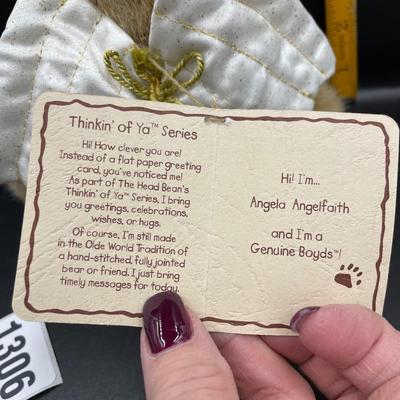 Thinkin' of Ya™ Series
Hi! How clever you are!
Instead of a flat paper greeting
card, you've noticed me!
As part of The Head Bean's
Thinkin' of Ya™ Series, I bring
you greetings, celebrations,
wishes, or hugs.
Of course, I'm still made
in the Olde World Tradition of
a hand-stitched, fully jointed
bear or friend. I just bring
timely messages for today.
Hi! I'm...
Angela Angelfaith
and I'm a
Genuine Boyds™!
1306